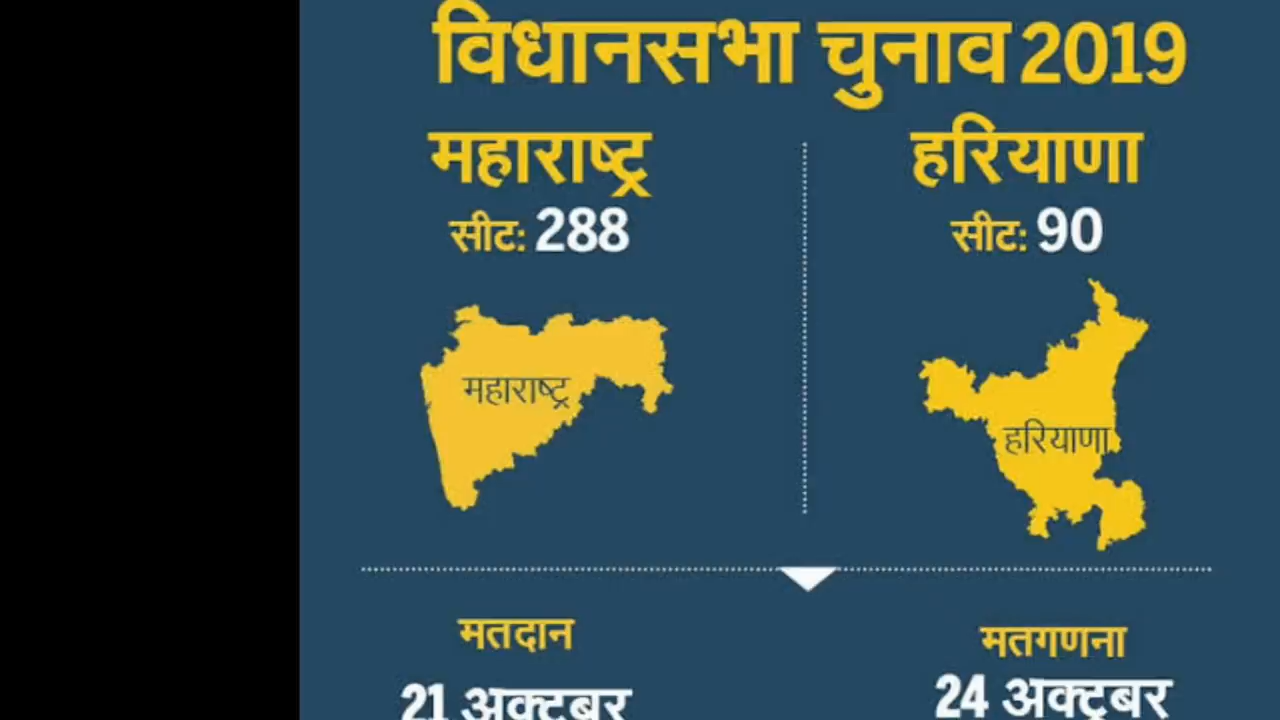 विधानसभा चुनाव 2019
महाराष्ट्र
सीट: 288
हरियाणा
सीट: 90
महाराष्ट्र
हरियाणा
मतदान
21 अक्टूबर
मतगणना
24 अक्टूबर